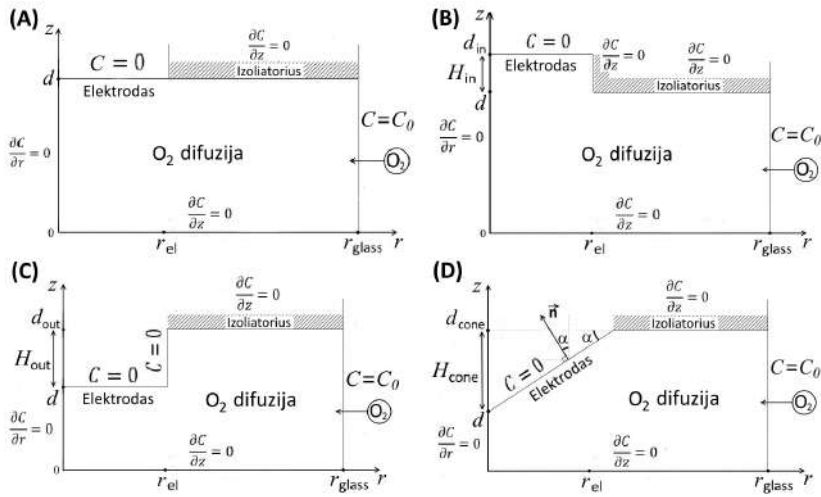 (A)
z
C = 0
∂C/∂z = 0
d
Izoliatorius
Elektrodas
∂C/∂r = 0
C=C₀
O₂ difuzija
O₂
∂C/∂z = 0
0
r_el
r_glass
r
(B)
z
d_in
C = 0
∂C/∂z = 0
∂C/∂z = 0
H_in
Elektrodas
Izoliatorius
d
∂C/∂r = 0
C=C₀
O₂ difuzija
O₂
∂C/∂z = 0
0
r_el
r_glass
r
(C)
z
∂C/∂z = 0
d_out
Izoliatorius
C = 0
H_out
C = 0
d
Elektrodas
C=C₀
O₂ difuzija
O₂
∂C/∂r = 0
∂C/∂z = 0
0
r_el
r_glass
r
(D)
z
∂C/∂z = 0
n
d_cone
Izoliatorius
α
α
C = 0
H_cone
Elektrodas
C=C₀
d
O₂ difuzija
O₂
∂C/∂r = 0
∂C/∂z = 0
0
r_el
r_glass
r